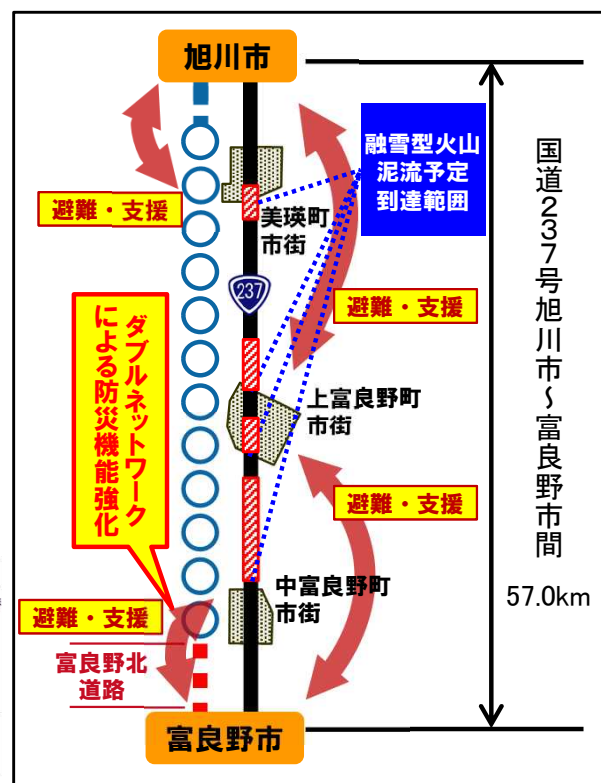 旭川市
融雪型火山
泥流予定
到達範囲
避難・支援
美瑛町
市街
237
避難・支援
ダブルネットワーク
による防災機能強化
上富良野町
市街
国道237号旭川市~富良野市間
57.0km
避難・支援
中富良野町
市街
避難・支援
富良野北
道路
富良野市